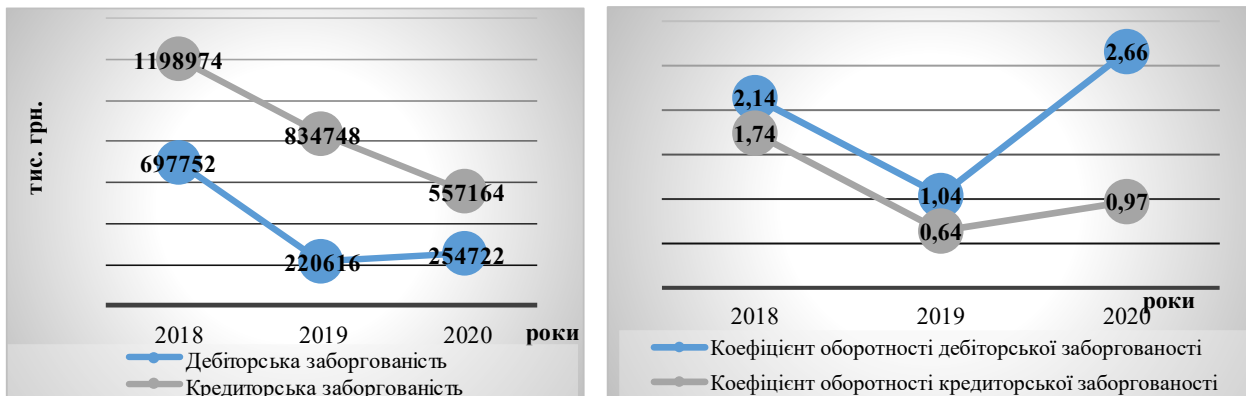 тис. грн.
1198974
834748
697752
557164
220616
254722
2018
2019
2020
роки
Дебіторська заборгованість
Кредиторська заборгованість
2,66
2,14
1,74
1,04
0,97
0,64
роки
2018
2019
2020
Коефіцієнт оборотності дебіторської заборгованості
Коефіцієнт оборотності кредиторської заборгованості